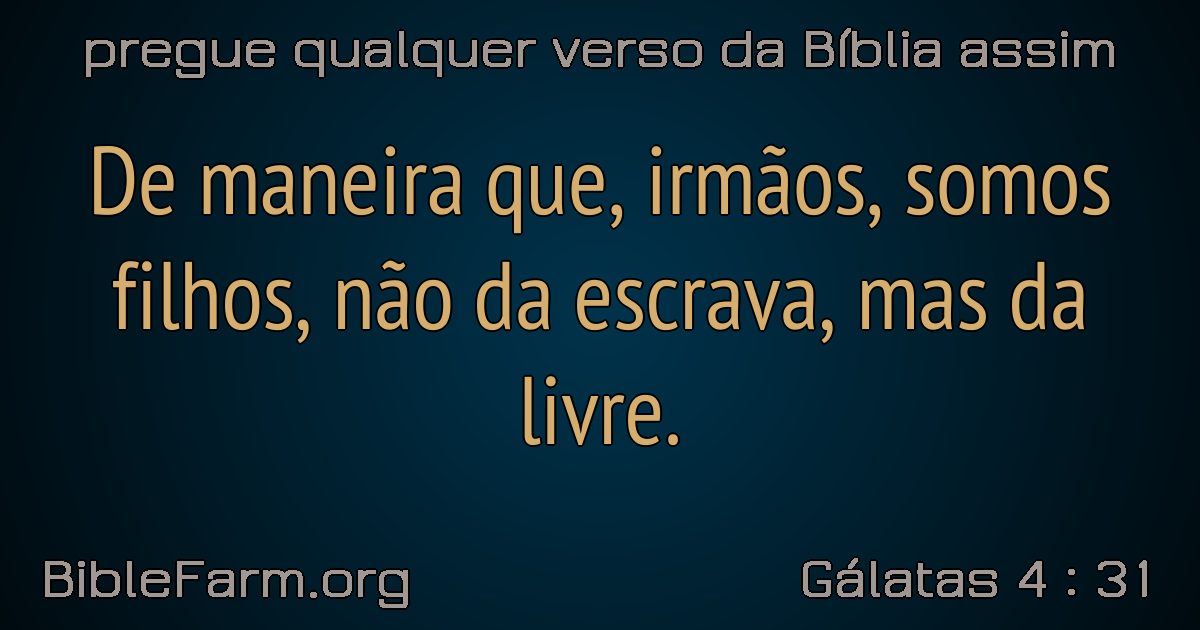 pregue qualquer verso da Bíblia assim
De maneira que, irmãos, somos
filhos, não da escrava, mas da
livre.
BibleFarm.org
Gálatas 4 : 31